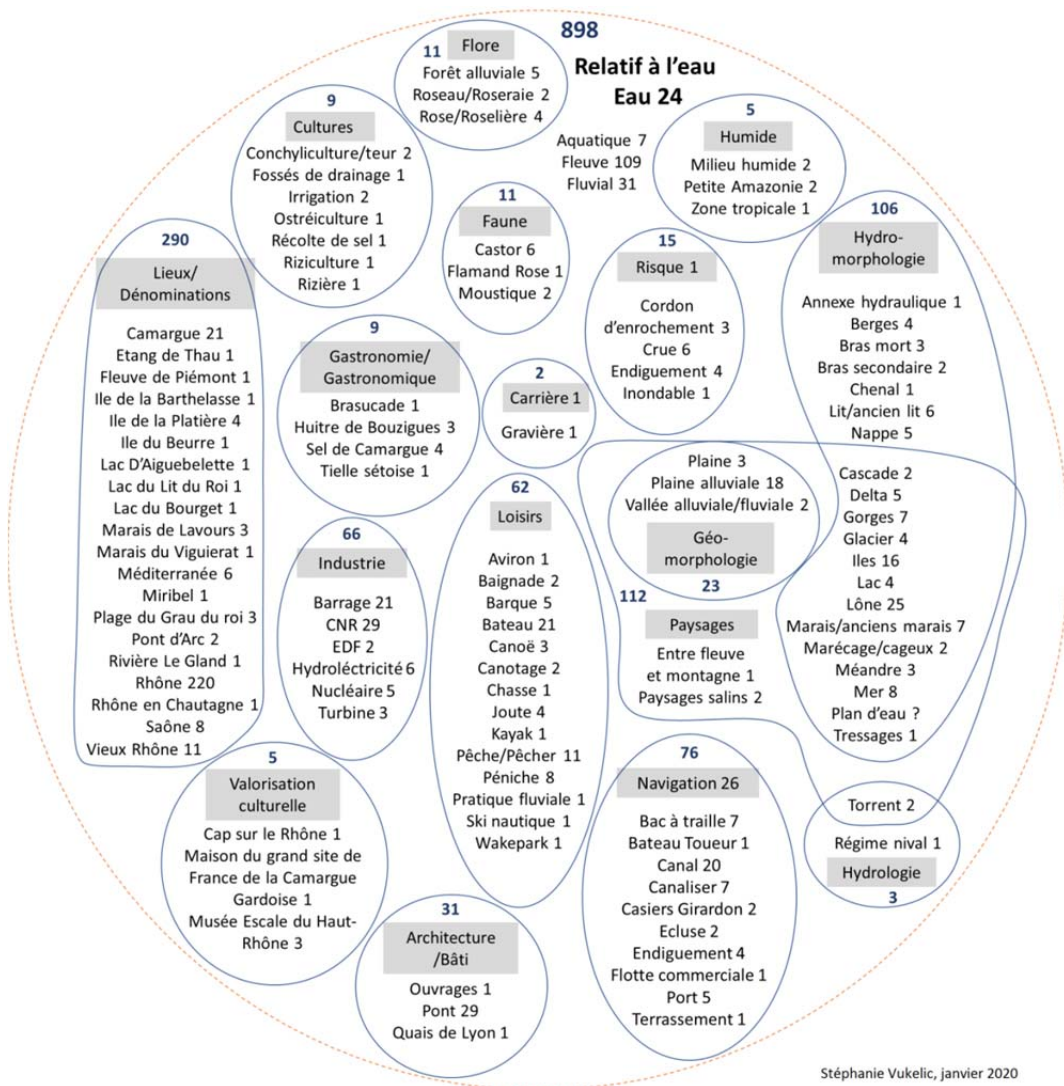 898
Relatif à l'eau
Eau 24
Aquatique 7
Fleuve 109
Fluvial 31
11
Flore
Forêt alluviale 5
Roseau/Roseraie 2
Rose/Roselière 4
9
Cultures
Conchyliculture/teur 2
Fossés de drainage 1
Irrigation 2
Ostréiculture 1
Récolte de sel 1
Riziculture 1
Rizière 1
5
Humide
Milieu humide 2
Petite Amazonie 2
Zone tropicale 1
11
Faune
Castor 6
Flamand Rose 1
Moustique 2
15
Risque 1
Cordon
d'enrochement 3
Crue 6
Endiguement 4
Inondable 1
106
Hydro-
morphologie
Annexe hydraulique 1
Berges 4
Bras mort 3
Bras secondaire 2
Chenal 1
Lit/ancien lit 6
Nappe 5
Cascade 2
Delta 5
Gorges 7
Glacier 4
Iles 16
Lac 4
Lône 25
Marais/anciens marais 7
Marécage/cageux 2
Méandre 3
Mer 8
Plan d'eau ?
Tressages 1
290
Lieux/
Dénominations
Camargue 21
Etang de Thau 1
Fleuve de Piémont 1
Ile de la Barthelasse 1
Ile de la Platière 4
Ile du Beurre 1
Lac D'Aiguebelette 1
Lac du Lit du Roi 1
Lac du Bourget 1
Marais de Lavours 3
Marais du Viguierat 1
Méditerranée 6
Miribel 1
Plage du Grau du roi 3
Pont d'Arc 2
Rivière Le Gland 1
Rhône 220
Rhône en Chautagne 1
Saône 8
Vieux Rhône 11
9
Gastronomie/
Gastronomique
Brasucade 1
Huitre de Bouzigues 3
Sel de Camargue 4
Tielle sétoise 1
2
Carrière 1
Gravière 1
Plaine 3
Plaine alluviale 18
Vallée alluviale/fluviale 2
Géo-
morphologie
23
112
Paysages
Entre fleuve
et montagne 1
Paysages salins 2
62
Loisirs
Aviron 1
Baignade 2
Barque 5
Bateau 21
Canoë 3
Canotage 2
Chasse 1
Joute 4
Kayak 1
Pêche/Pêcher 11
Péniche 8
Pratique fluviale 1
Ski nautique 1
Wakepark 1
66
Industrie
Barrage 21
CNR 29
EDF 2
Hydroléctricité 6
Nucléaire 5
Turbine 3
5
Valorisation
culturelle
Cap sur le Rhône 1
Maison du grand site de
France de la Camargue
Gardoise 1
Musée Escale du Haut-
Rhône 3
76
Navigation 26
Bac à traille 7
Bateau Toueur 1
Canal 20
Canaliser 7
Casiers Girardon 2
Ecluse 2
Endiguement 4
Flotte commerciale 1
Port 5
Terrassement 1
Torrent 2
Régime nival 1
Hydrologie
3
31
Architecture
/Bâti
Ouvrages 1
Pont 29
Quais de Lyon 1
Stéphanie Vukelic, janvier 2020